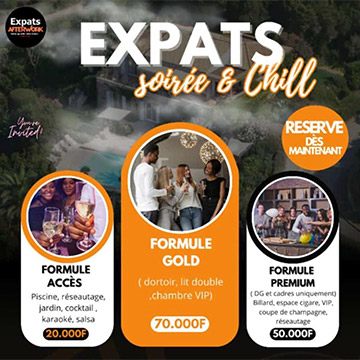 Expats
AFTERWORK
EXPATS
soirée & Chill
You're
Invited!
RESERVE
DÈS
MAINTENANT
FORMULE
ACCÈS
Piscine, réseautage,
jardin, cocktail ,
karaoké, salsa
20.000F
FORMULE
GOLD
( dortoir, lit double
,chambre VIP)
70.000F
FORMULE
PREMIUM
( DG et cadres uniquement)
Billard, espace cigare, VIP,
coupe de champagne,
réseautage
50.000F